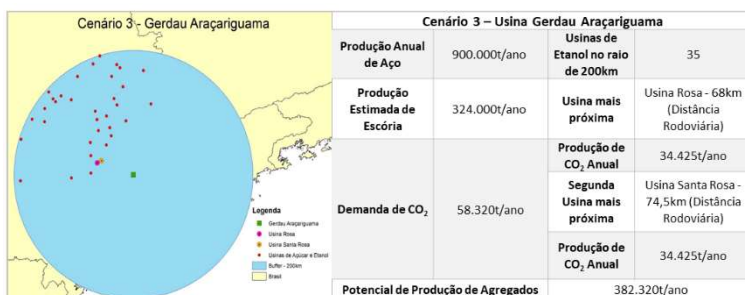 Cenário 3 - Gerdau Araçariguama
Legenda
Gerdau Araçariguama
Usina Rosa
Usina Santa Rosa
Usinas de Açúcar e Etanol
Buffer - 200km
Brasil
Cenário 3 – Usina Gerdau Araçariguama
Produção Anual
de Aço
900.000t/ano
Usinas de
Etanol no raio
de 200km
35
Produção
Estimada de
Escória
324.000t/ano
Usina mais
próxima
Usina Rosa - 68km
(Distância
Rodoviária)
Demanda de CO₂
58.320t/ano
Produção de
CO₂ Anual
34.425t/ano
Segunda
Usina mais
próxima
Usina Santa Rosa -
74,5km (Distância
Rodoviária)
Produção de
CO₂ Anual
34.425t/ano
Potencial de Produção de Agregados
382.320t/ano